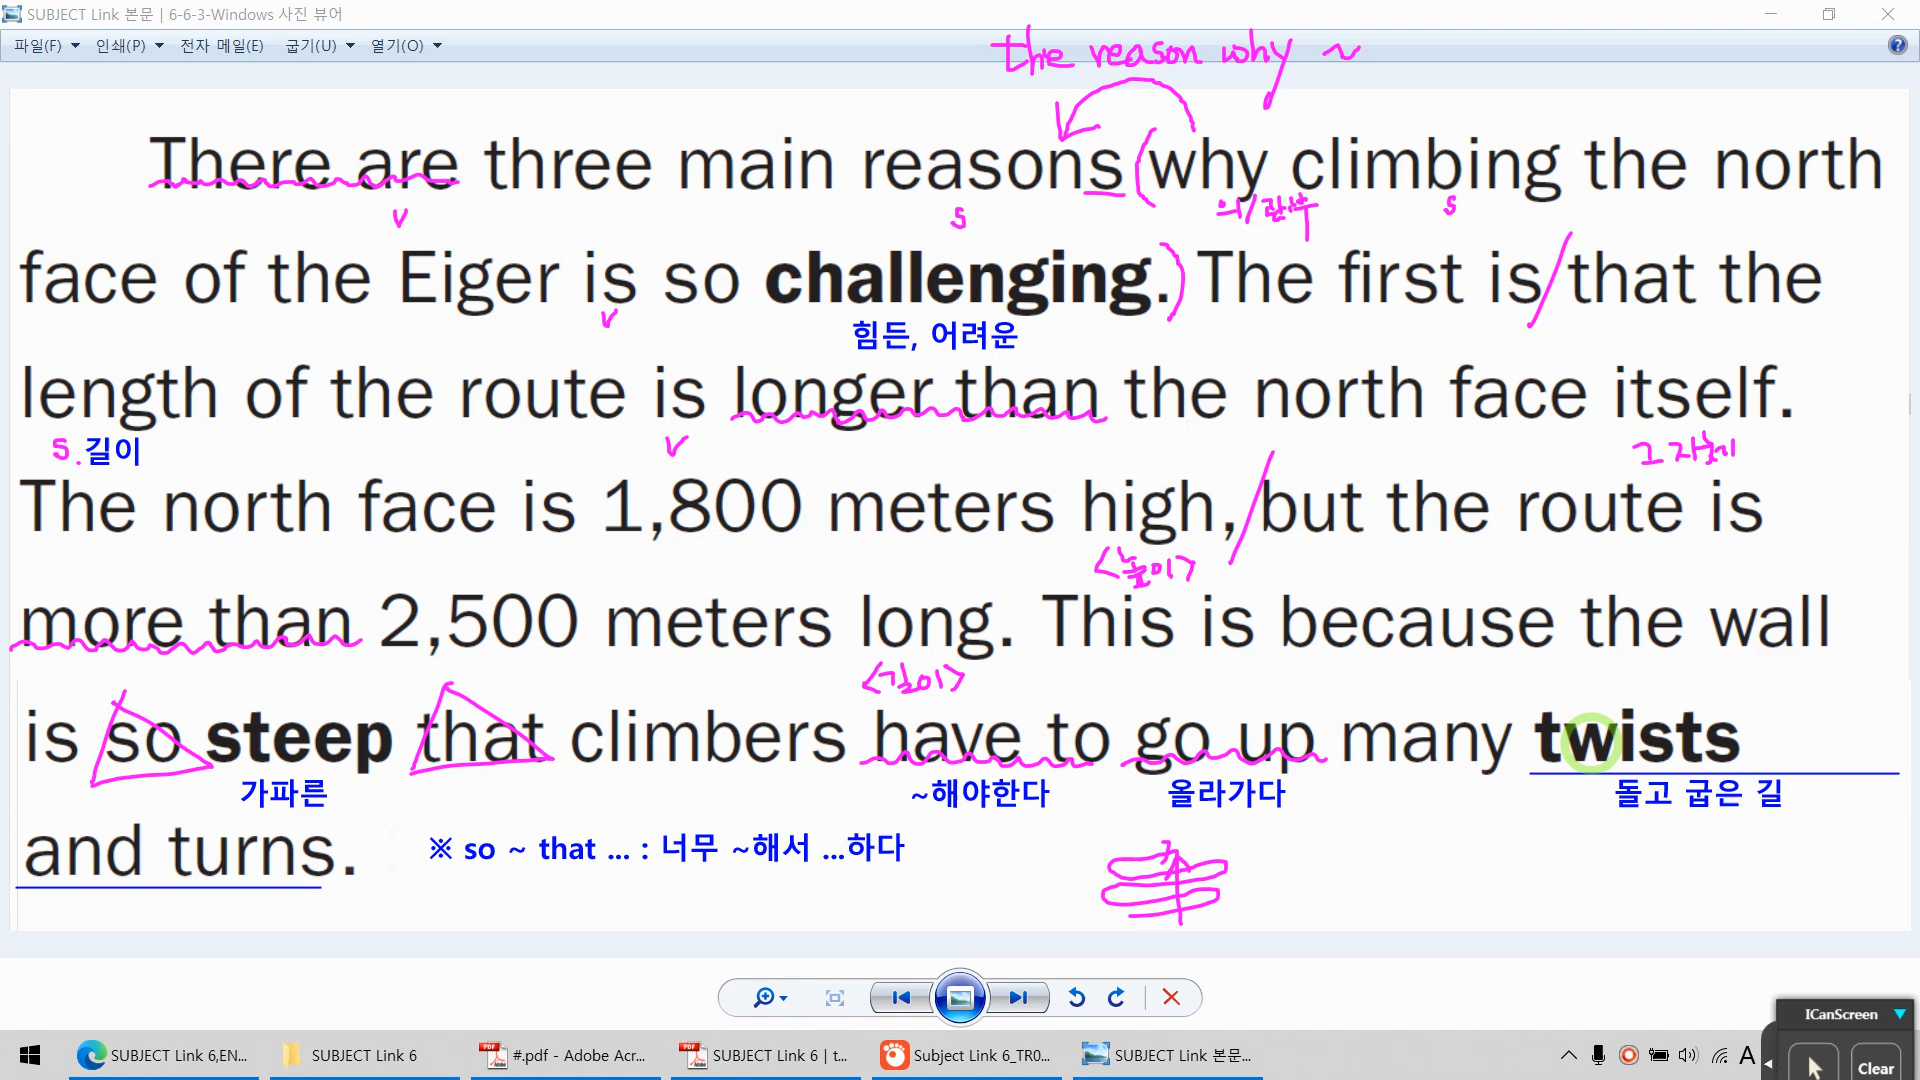 SUBJECT Link 본문 | 6-6-3-Windows 사진 뷰어
파일(F) 인쇄(P) 전자 메일(E) 굽기(U) 열기(O)
the reason why ~
There are three main reasons (why climbing the north
v s 의/관부 s
face of the Eiger is so challenging.) The first is / that the
v 힘든, 어려운
length of the route is longer than the north face itself.
s. 길이 v 그 자체
The north face is 1,800 meters high, / but the route is
<높이>
more than 2,500 meters long. This is because the wall
<길이>
is so steep that climbers have to go up many twists
가파른 ~해야한다 올라가다 돌고 굽은 길
and turns. ※ so ~ that ... : 너무 ~해서 ...하다
ICanScreen
SUBJECT Link 6,EN... SUBJECT Link 6 #.pdf - Adobe Acr... SUBJECT Link 6 | t... Subject Link 6_TR0... SUBJECT Link 본문... A Clear